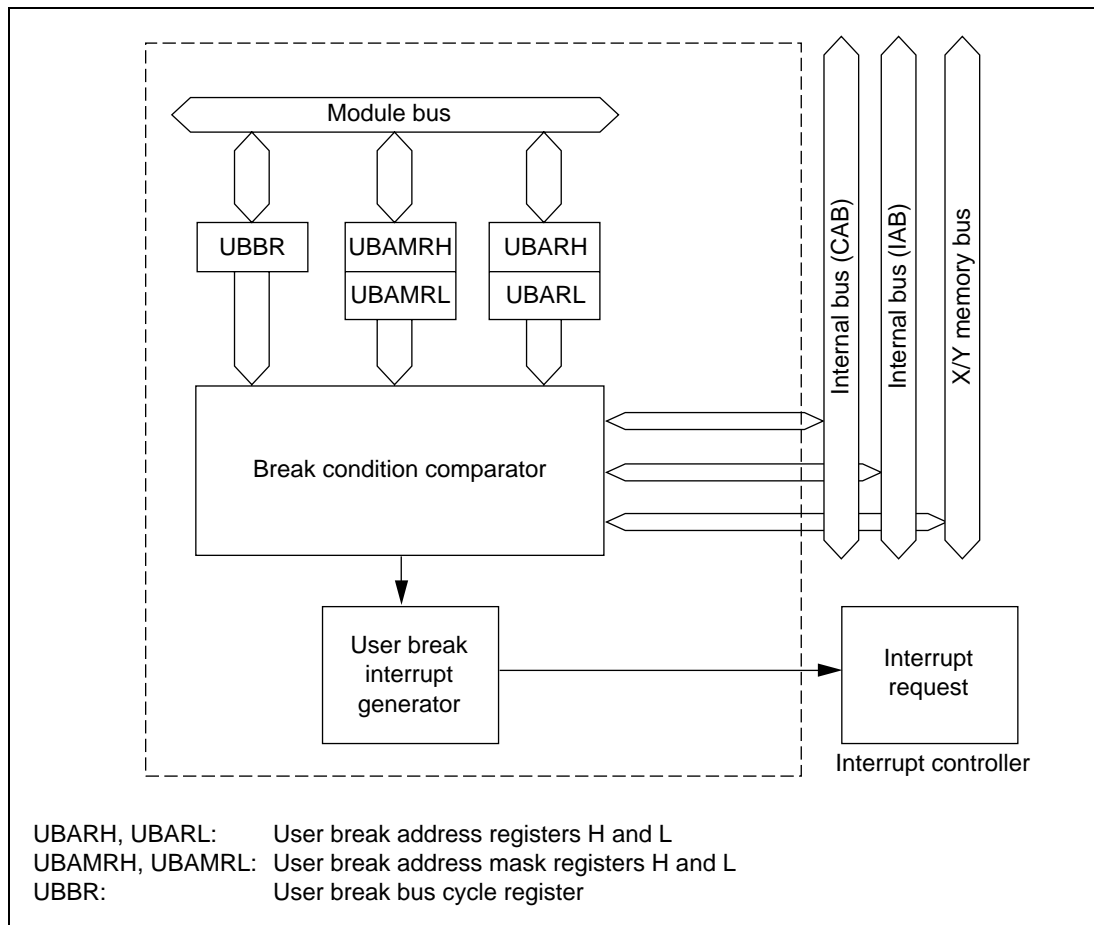 Module bus
UBBR
UBAMRH
UBARH
UBAMRL
UBARL
Internal bus (CAB)
Internal bus (IAB)
X/Y memory bus
Break condition comparator
User break
interrupt
generator
Interrupt
request
Interrupt controller
UBARH, UBARL: User break address registers H and L
UBAMRH, UBAMRL: User break address mask registers H and L
UBBR: User break bus cycle register